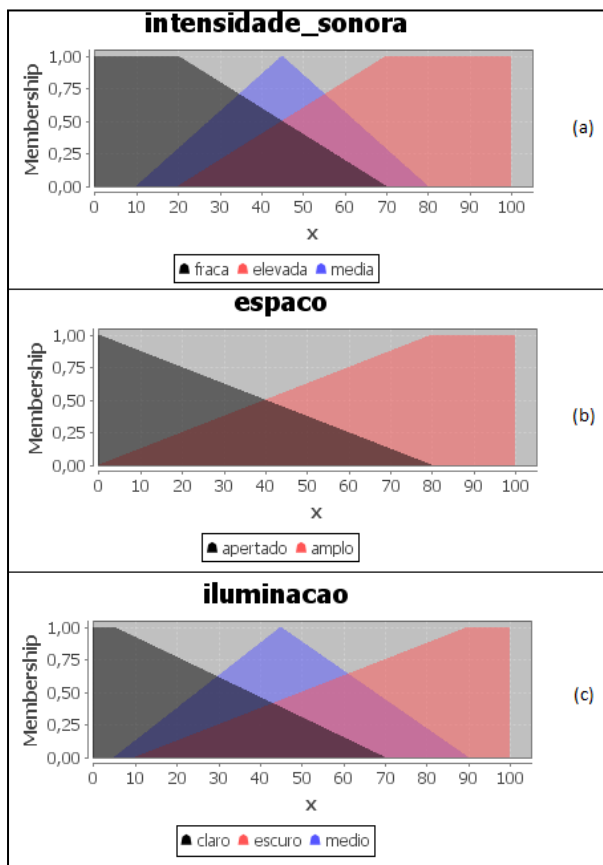 intensidade_sonora
1,00
0,75
0,50
0,25
0,00
Membership
0 10 20 30 40 50 60 70 80 90 100
x
fraca elevada media
(a)
espaco
1,00
0,75
0,50
0,25
0,00
Membership
0 10 20 30 40 50 60 70 80 90 100
x
apertado amplo
(b)
iluminacao
1,00
0,75
0,50
0,25
0,00
Membership
0 10 20 30 40 50 60 70 80 90 100
x
claro escuro medio
(c)